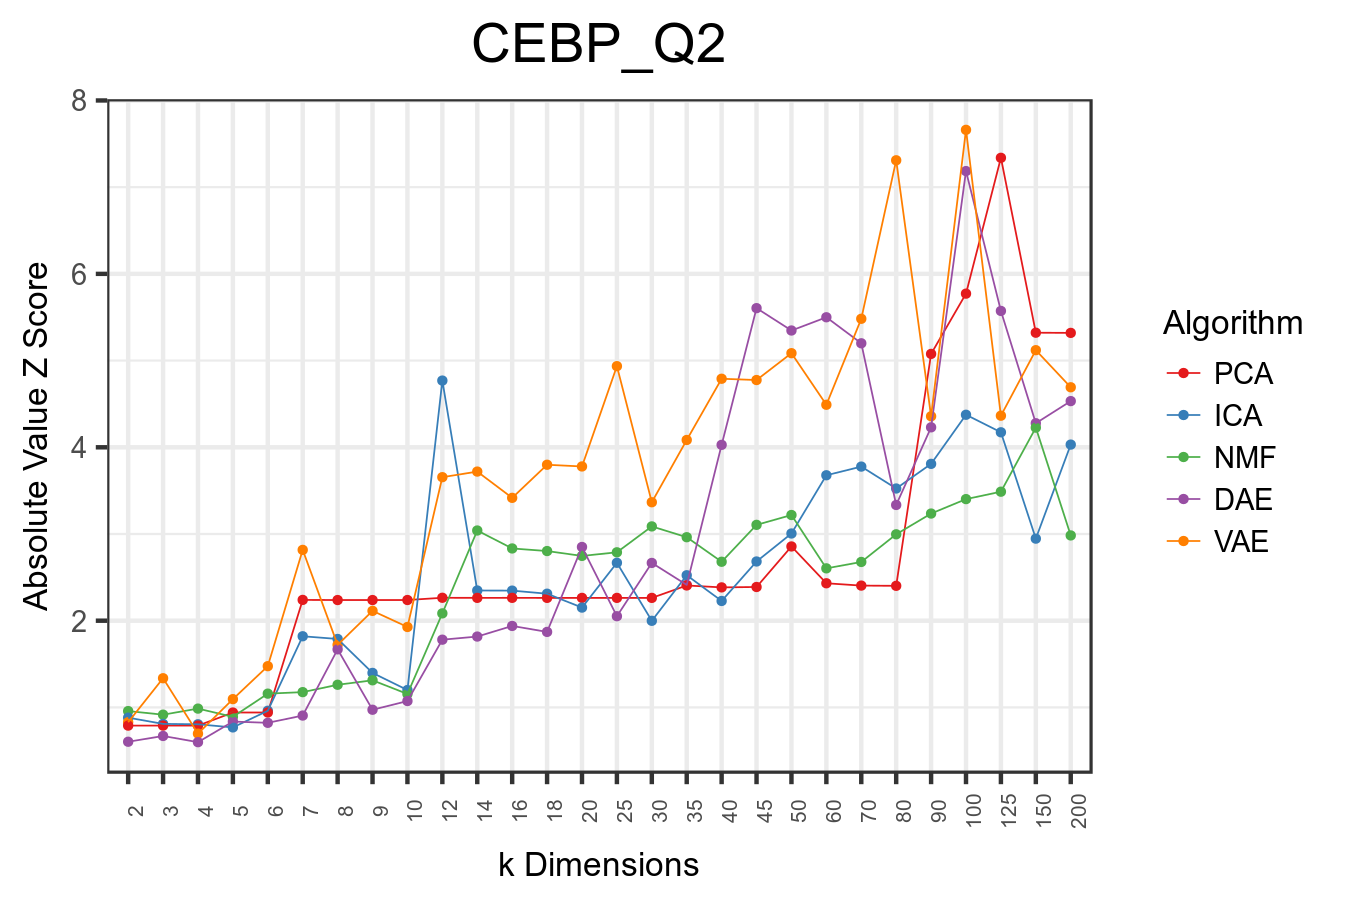 CEBP_Q2
Absolute Value Z Score
8
6
4
2
2 3 4 5 6 7 8 9 10 12 14 16 18 20 25 30 35 40 45 50 60 70 80 90 100 125 150 200
k Dimensions
Algorithm
PCA
ICA
NMF
DAE
VAE